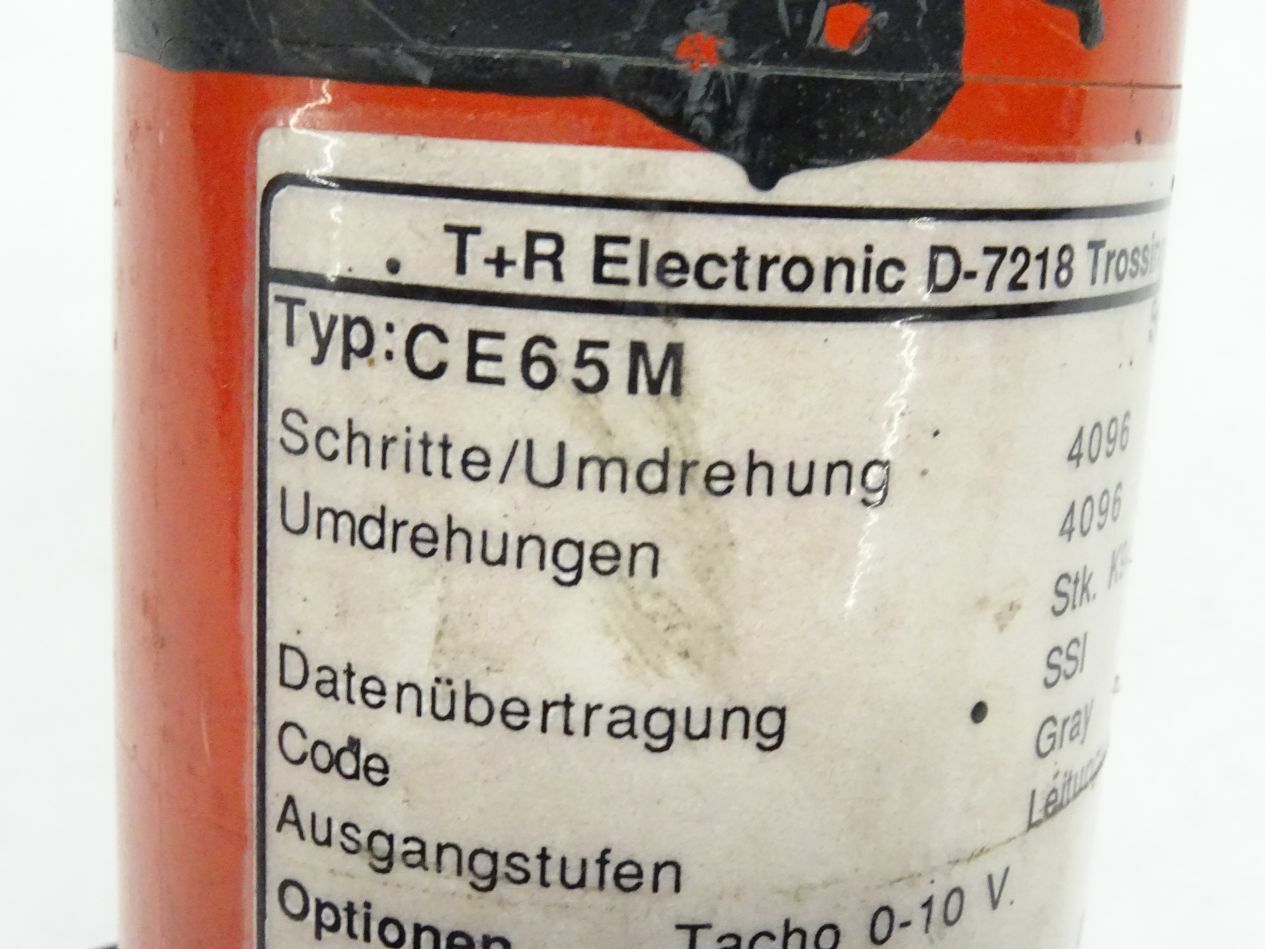 T+R Electronic D-7218
Typ: CE65M
Schritte/Umdrehung 4096
Umdrehungen 4096
Stk.
Datenübertragung SSI
Code Gray
Ausgangstufen
Optionen Tacho 0-10 V.